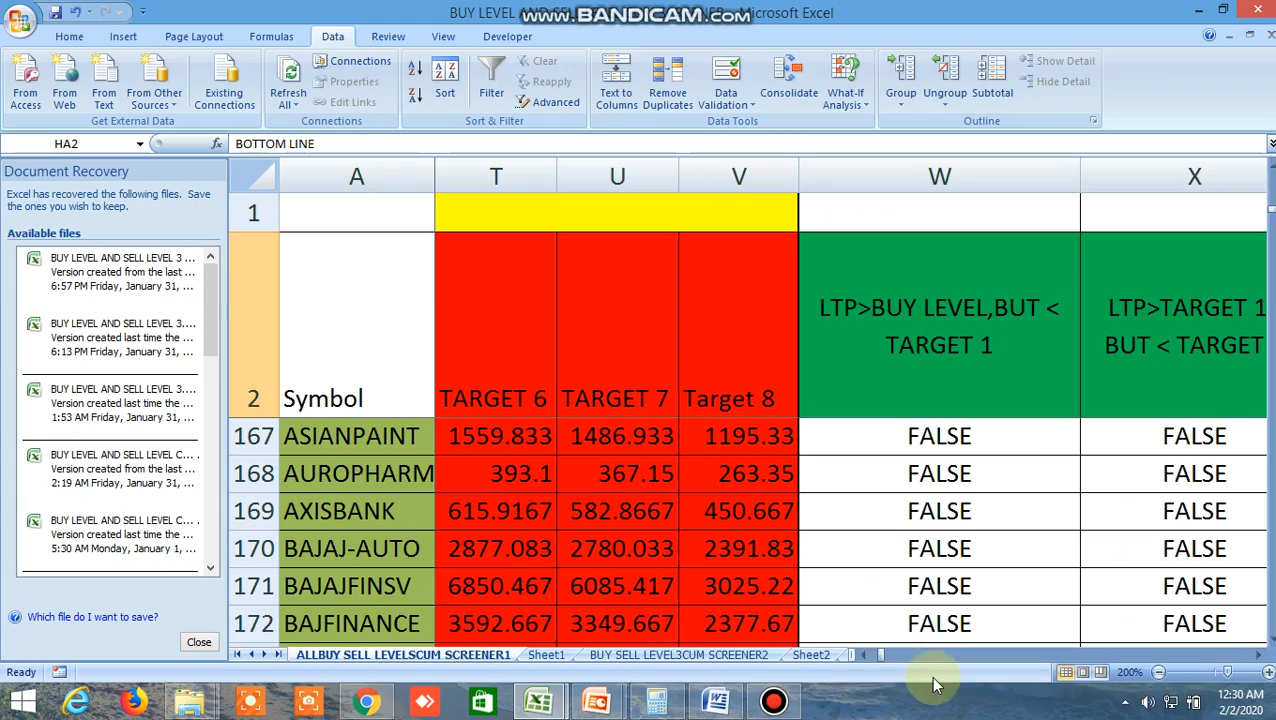 BUY LEVEL AND SEL
www.BANDICAM.com
Microsoft Excel
Home Insert Page Layout Formulas Data Review View Developer
From Access
From Web
From Text
From Other Sources
Existing Connections
Get External Data
Refresh All
Connections
Properties
Edit Links
Connections
Sort
Filter
Clear
Reapply
Advanced
Sort & Filter
Text to Columns
Remove Duplicates
Data Validation
Consolidate
What-If Analysis
Data Tools
Group
Ungroup
Subtotal
Show Detail
Hide Detail
Outline
HA2 fx BOTTOM LINE
Document Recovery
Excel has recovered the following files. Save
the ones you wish to keep.
Available files
BUY LEVEL AND SELL LEVEL 3 ...
Version created from the last ...
6:57 PM Friday, January 31, ...
BUY LEVEL AND SELL LEVEL 3....
Version created last time the ...
6:13 PM Friday, January 31, ...
BUY LEVEL AND SELL LEVEL 3....
Version created last time the ...
1:53 AM Friday, January 31, ...
BUY LEVEL AND SELL LEVEL C...
Version created last time the ...
2:19 AM Friday, January 31, ...
BUY LEVEL AND SELL LEVEL C...
Version created last time the ...
5:30 AM Monday, January 1, ...
Which file do I want to save?
Close
A T U V W X
1
2 Symbol TARGET 6 TARGET 7 Target 8
LTP>BUY LEVEL,BUT <
TARGET 1
LTP>TARGET 1
BUT < TARGET
167 ASIANPAINT 1559.833 1486.933 1195.33 FALSE FALSE
168 AUROPHARM 393.1 367.15 263.35 FALSE FALSE
169 AXISBANK 615.9167 582.8667 450.667 FALSE FALSE
170 BAJAJ-AUTO 2877.083 2780.033 2391.83 FALSE FALSE
171 BAJAJFINSV 6850.467 6085.417 3025.22 FALSE FALSE
172 BAJFINANCE 3592.667 3349.667 2377.67 FALSE FALSE
ALLBUY SELL LEVELSCUM SCREENER1 Sheet1 BUY SELL LEVEL3CUM SCREENER2 Sheet2
Ready 200%
12:30 AM
2/2/2020